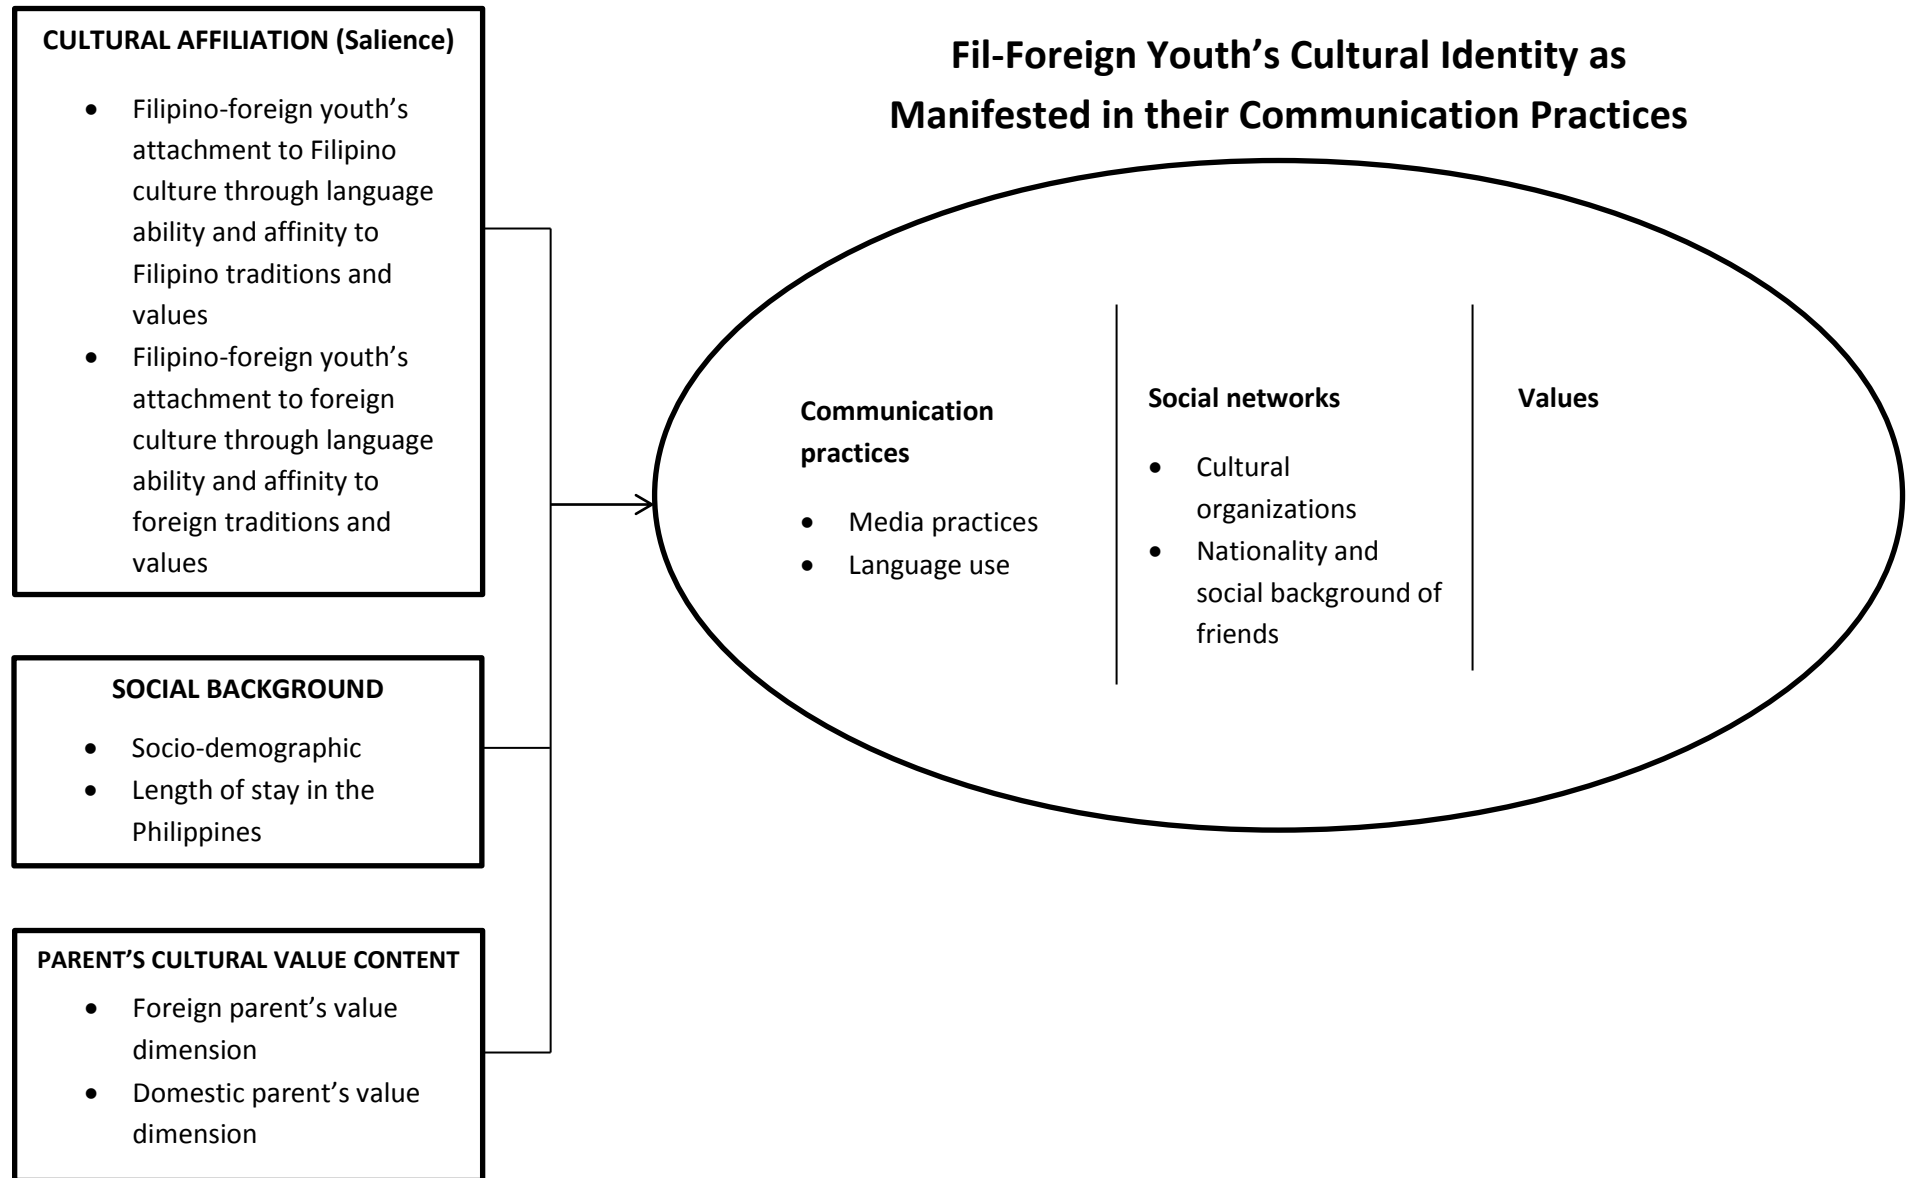 CULTURAL AFFILIATION (Salience)
• Filipino-foreign youth’s
attachment to Filipino
culture through language
ability and affinity to
Filipino traditions and
values
• Filipino-foreign youth’s
attachment to foreign
culture through language
ability and affinity to
foreign traditions and
values
SOCIAL BACKGROUND
• Socio-demographic
• Length of stay in the
Philippines
PARENT’S CULTURAL VALUE CONTENT
• Foreign parent’s value
dimension
• Domestic parent’s value
dimension
Fil-Foreign Youth’s Cultural Identity as
Manifested in their Communication Practices
Communication
practices
• Media practices
• Language use
Social networks
• Cultural
organizations
• Nationality and
social background of
friends
Values